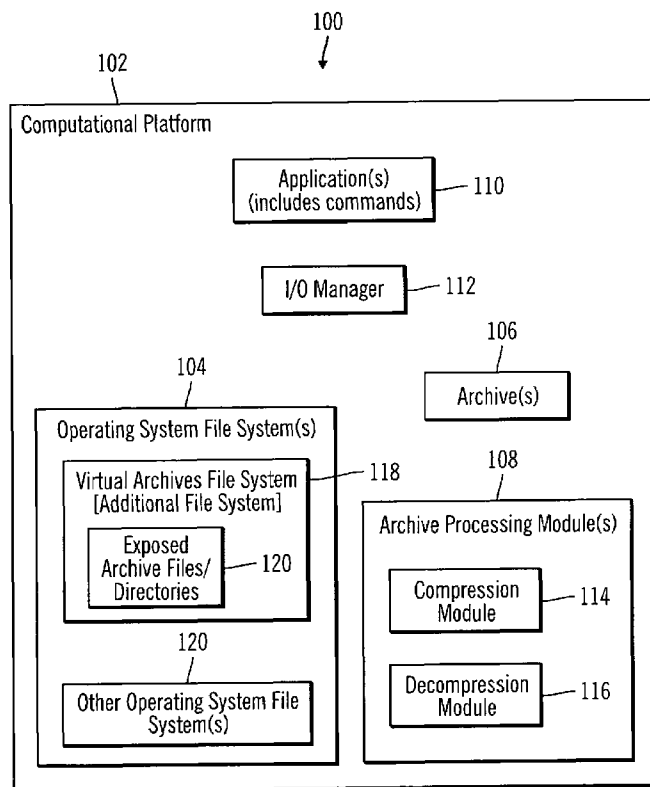 100
102
Computational Platform
Application(s)
(includes commands)
110
I/O Manager
112
106
Archive(s)
104
Operating System File System(s)
Virtual Archives File System
[Additional File System]
118
Exposed
Archive Files/
Directories
120
120
Other Operating System File
System(s)
108
Archive Processing Module(s)
Compression
Module
114
Decompression
Module
116